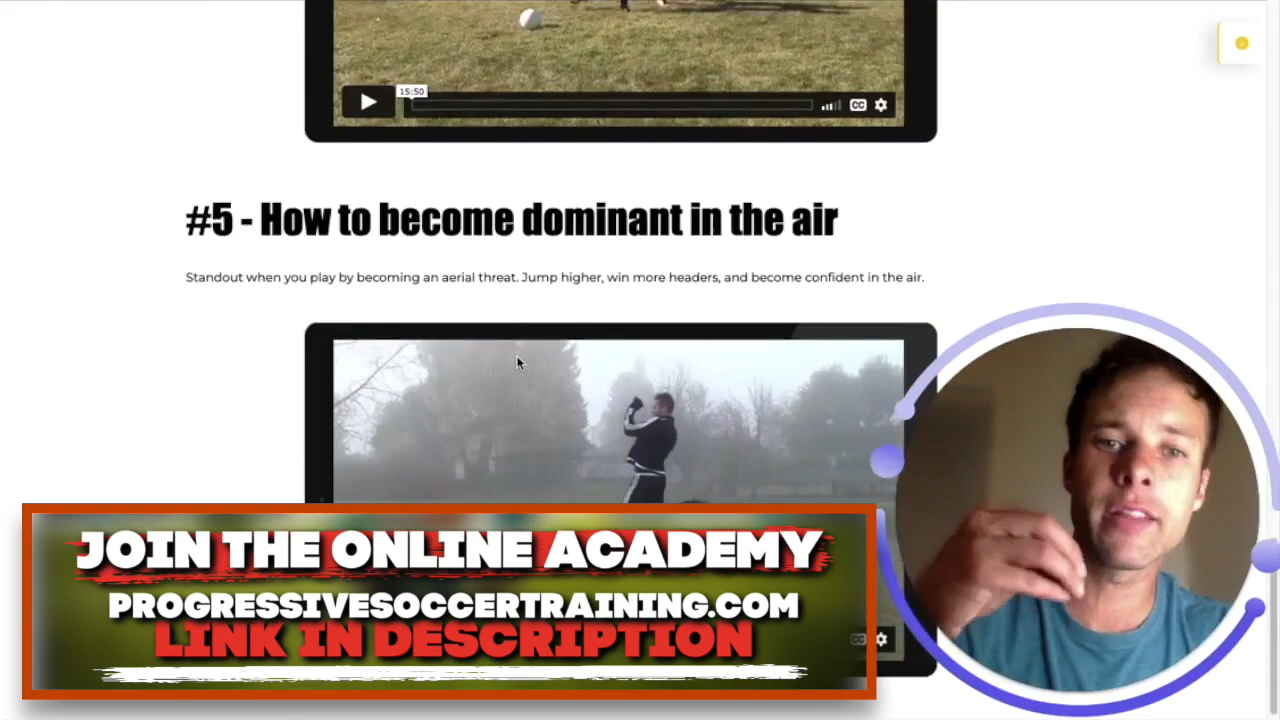 15:50
CC
#5 - How to become dominant in the air
Standout when you play by becoming an aerial threat. Jump higher, win more headers, and become confident in the air.
JOIN THE ONLINE ACADEMY
PROGRESSIVESOCCERTRAINING.COM
LINK IN DESCRIPTION
CC